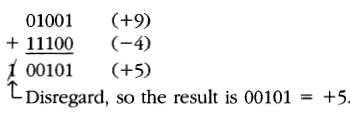 01001 (+9)
+ 11100 (−4)
1 00101 (+5)
Disregard, so the result is 00101 = +5.